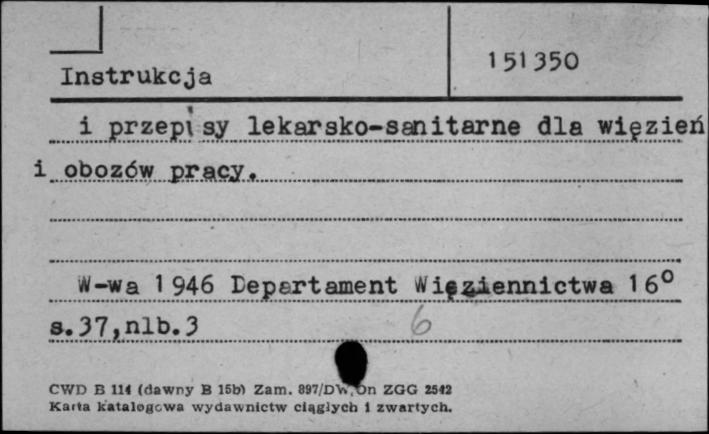 151350
Instrukcja
i przepisy lekarsko-sanitarne dla więzień
i obozów pracy.
W-wa 1946 Departament Więziennictwa 16°
s.37,nlb.3
6
CWD B 114 (dawny B 15b) Zam. 897/DW/Dn ZGG 2542
Karta katalogowa wydawnictw ciągłych i zwartych.